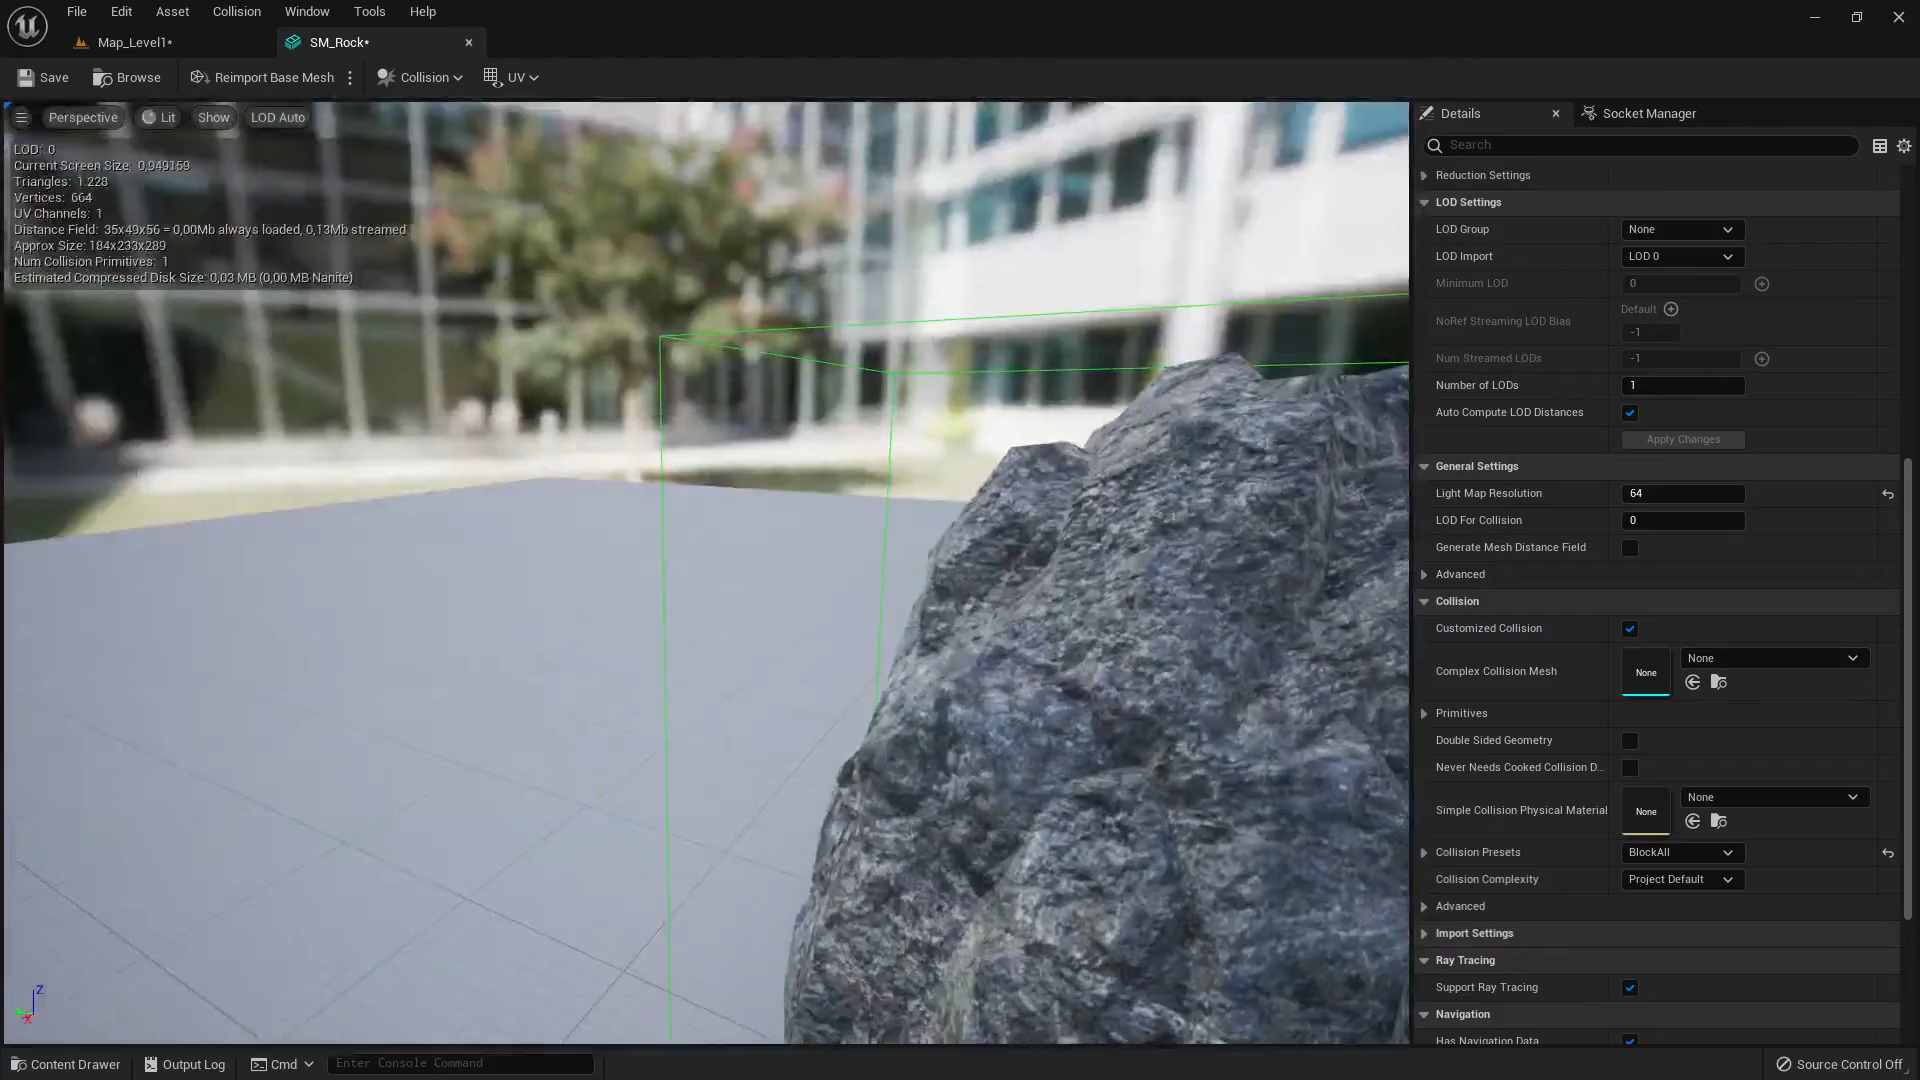 File Edit Asset Collision Window Tools Help
Map_Level1*
SM_Rock*
Save
Browse
Reimport Base Mesh
Collision
UV
Perspective
Lit
Show
LOD Auto
LOD: 0
Current Screen Size: 0,949159
Triangles: 1.228
Vertices: 664
UV Channels: 1
Distance Field: 35x49x56 = 0,00Mb always loaded, 0,13Mb streamed
Approx Size: 184x233x289
Num Collision Primitives: 1
Estimated Compressed Disk Size: 0,03 MB (0,00 MB Nanite)
Z
Details
Socket Manager
Search
Reduction Settings
LOD Settings
LOD Group None
LOD Import LOD 0
Minimum LOD 0
Default
NoRef Streaming LOD Bias
-1
Num Streamed LODs -1
Number of LODs 1
Auto Compute LOD Distances
Apply Changes
General Settings
Light Map Resolution 64
LOD For Collision 0
Generate Mesh Distance Field
Advanced
Collision
Customized Collision
Complex Collision Mesh None None
Primitives
Double Sided Geometry
Never Needs Cooked Collision D...
Simple Collision Physical Material None None
Collision Presets BlockAll
Collision Complexity Project Default
Advanced
Import Settings
Ray Tracing
Support Ray Tracing
Navigation
Has Navigation Data
Content Drawer
Output Log
Cmd
Enter Console Command
Source Control Off